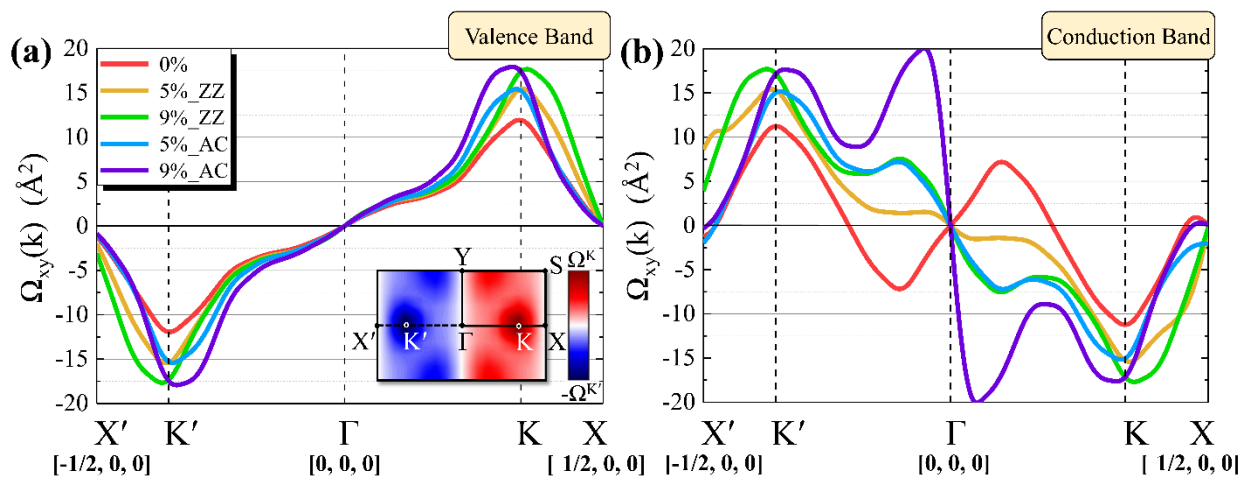 (a)
Valence Band
20
15
10
5
0
-5
-10
-15
-20
Ωxy(k) (Å²)
0%
5%_ZZ
9%_ZZ
5%_AC
9%_AC
Y
S
Ω^K
X′
K′
Γ
K
X
-Ω^K′
X′
K′
Γ
K
X
[-1/2, 0, 0]
[0, 0, 0]
[ 1/2, 0, 0]
(b)
Conduction Band
20
15
10
5
0
-5
-10
-15
-20
Ωxy(k) (Å²)
X′
K′
Γ
K
X
[-1/2, 0, 0]
[0, 0, 0]
[ 1/2, 0, 0]